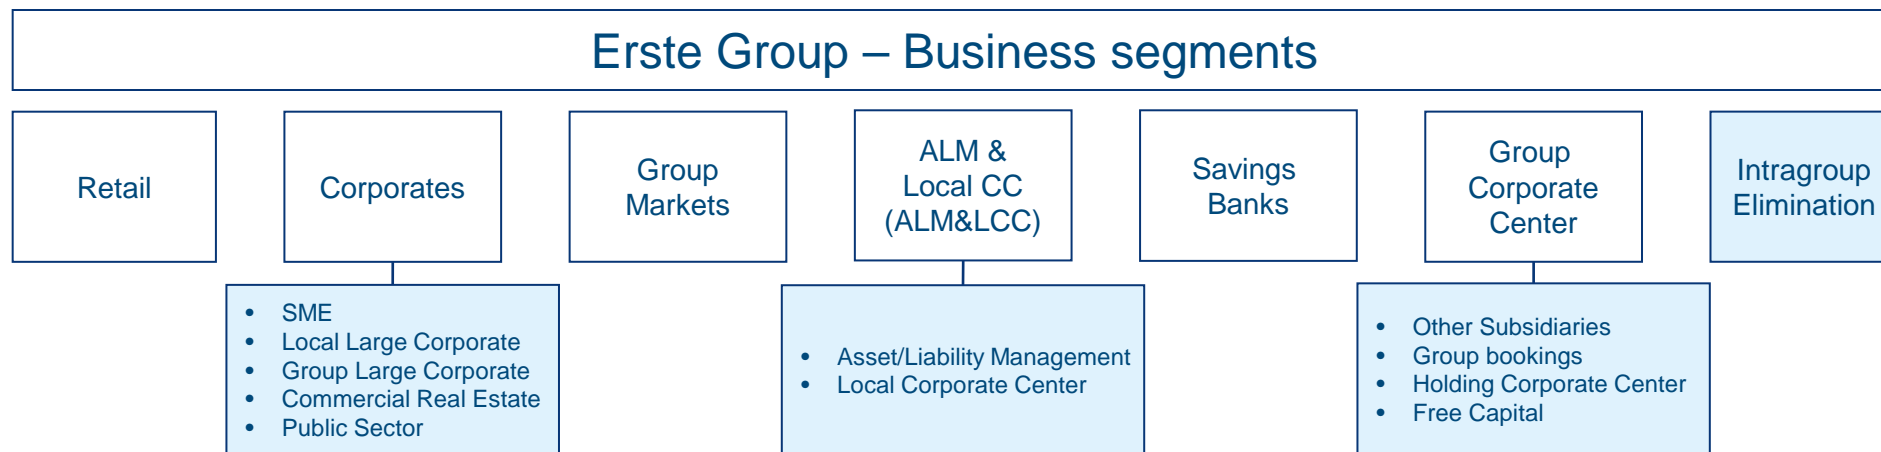 Erste Group – Business segments
Retail
Corporates
Group
Markets
ALM &
Local CC
(ALM&LCC)
Savings
Banks
Group
Corporate
Center
Intragroup
Elimination
• SME
• Local Large Corporate
• Group Large Corporate
• Commercial Real Estate
• Public Sector
• Asset/Liability Management
• Local Corporate Center
• Other Subsidiaries
• Group bookings
• Holding Corporate Center
• Free Capital